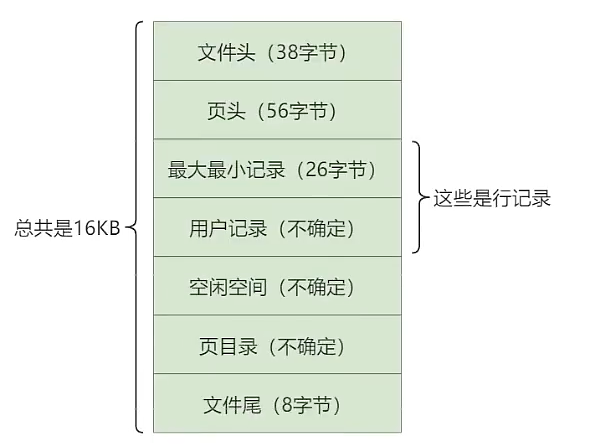 文件头（38字节）
页头（56字节）
最大最小记录（26字节）
用户记录（不确定）
空闲空间（不确定）
页目录（不确定）
文件尾（8字节）
总共是16KB
这些是行记录